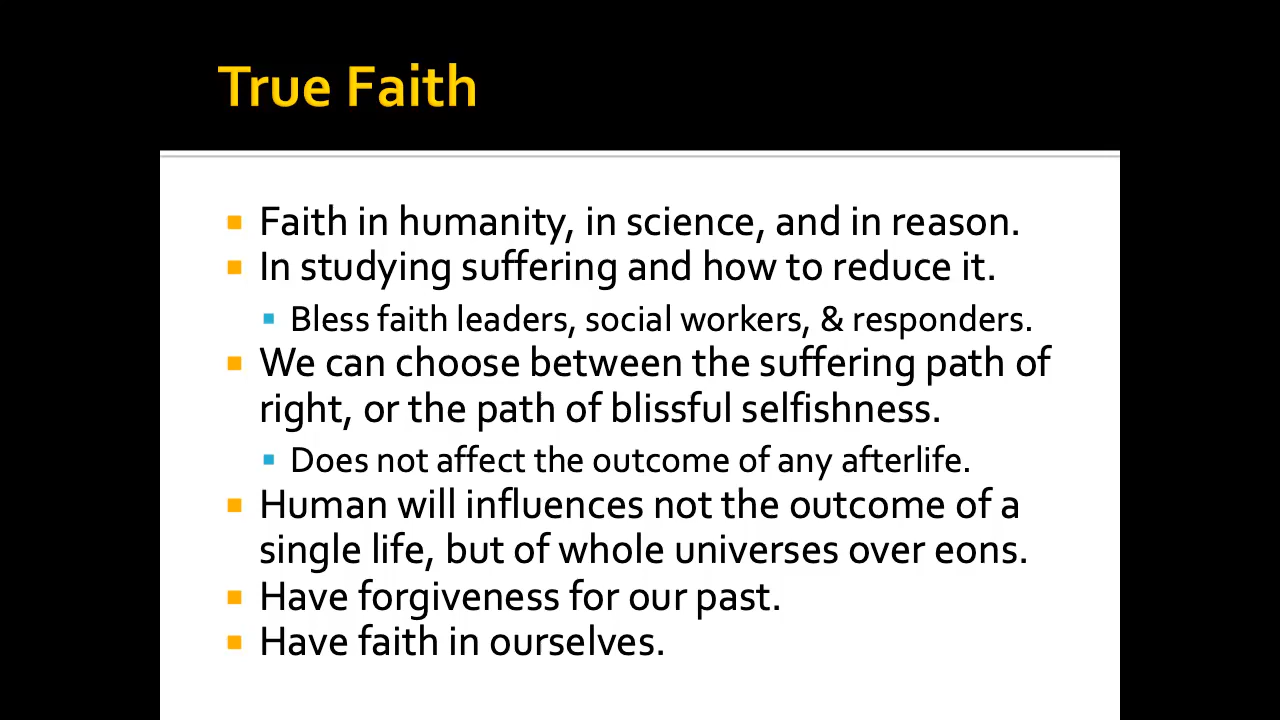 True Faith
Faith in humanity, in science, and in reason.
In studying suffering and how to reduce it.
Bless faith leaders, social workers, & responders.
We can choose between the suffering path of
right, or the path of blissful selfishness.
Does not affect the outcome of any afterlife.
Human will influences not the outcome of a
single life, but of whole universes over eons.
Have forgiveness for our past.
Have faith in ourselves.